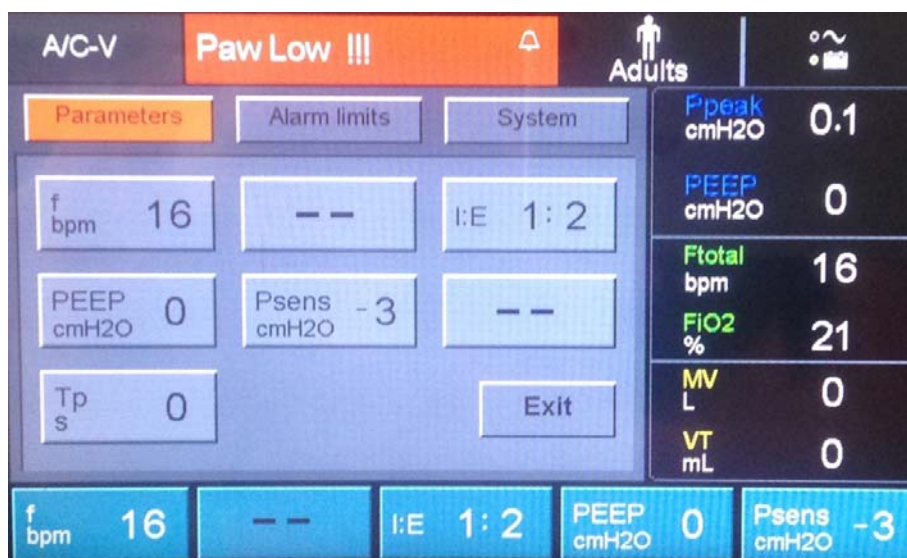 A/C-V
Paw Low !!!
Adults
Parameters
Alarm limits
System
f bpm 16
--
I:E 1:2
PEEP cmH2O 0
Psens cmH2O -3
--
Tp s 0
Exit
Ppeak cmH2O 0.1
PEEP cmH2O 0
Ftotal bpm 16
FiO2 % 21
MV L 0
VT mL 0
f bpm 16
--
I:E 1:2
PEEP cmH2O 0
Psens cmH2O -3